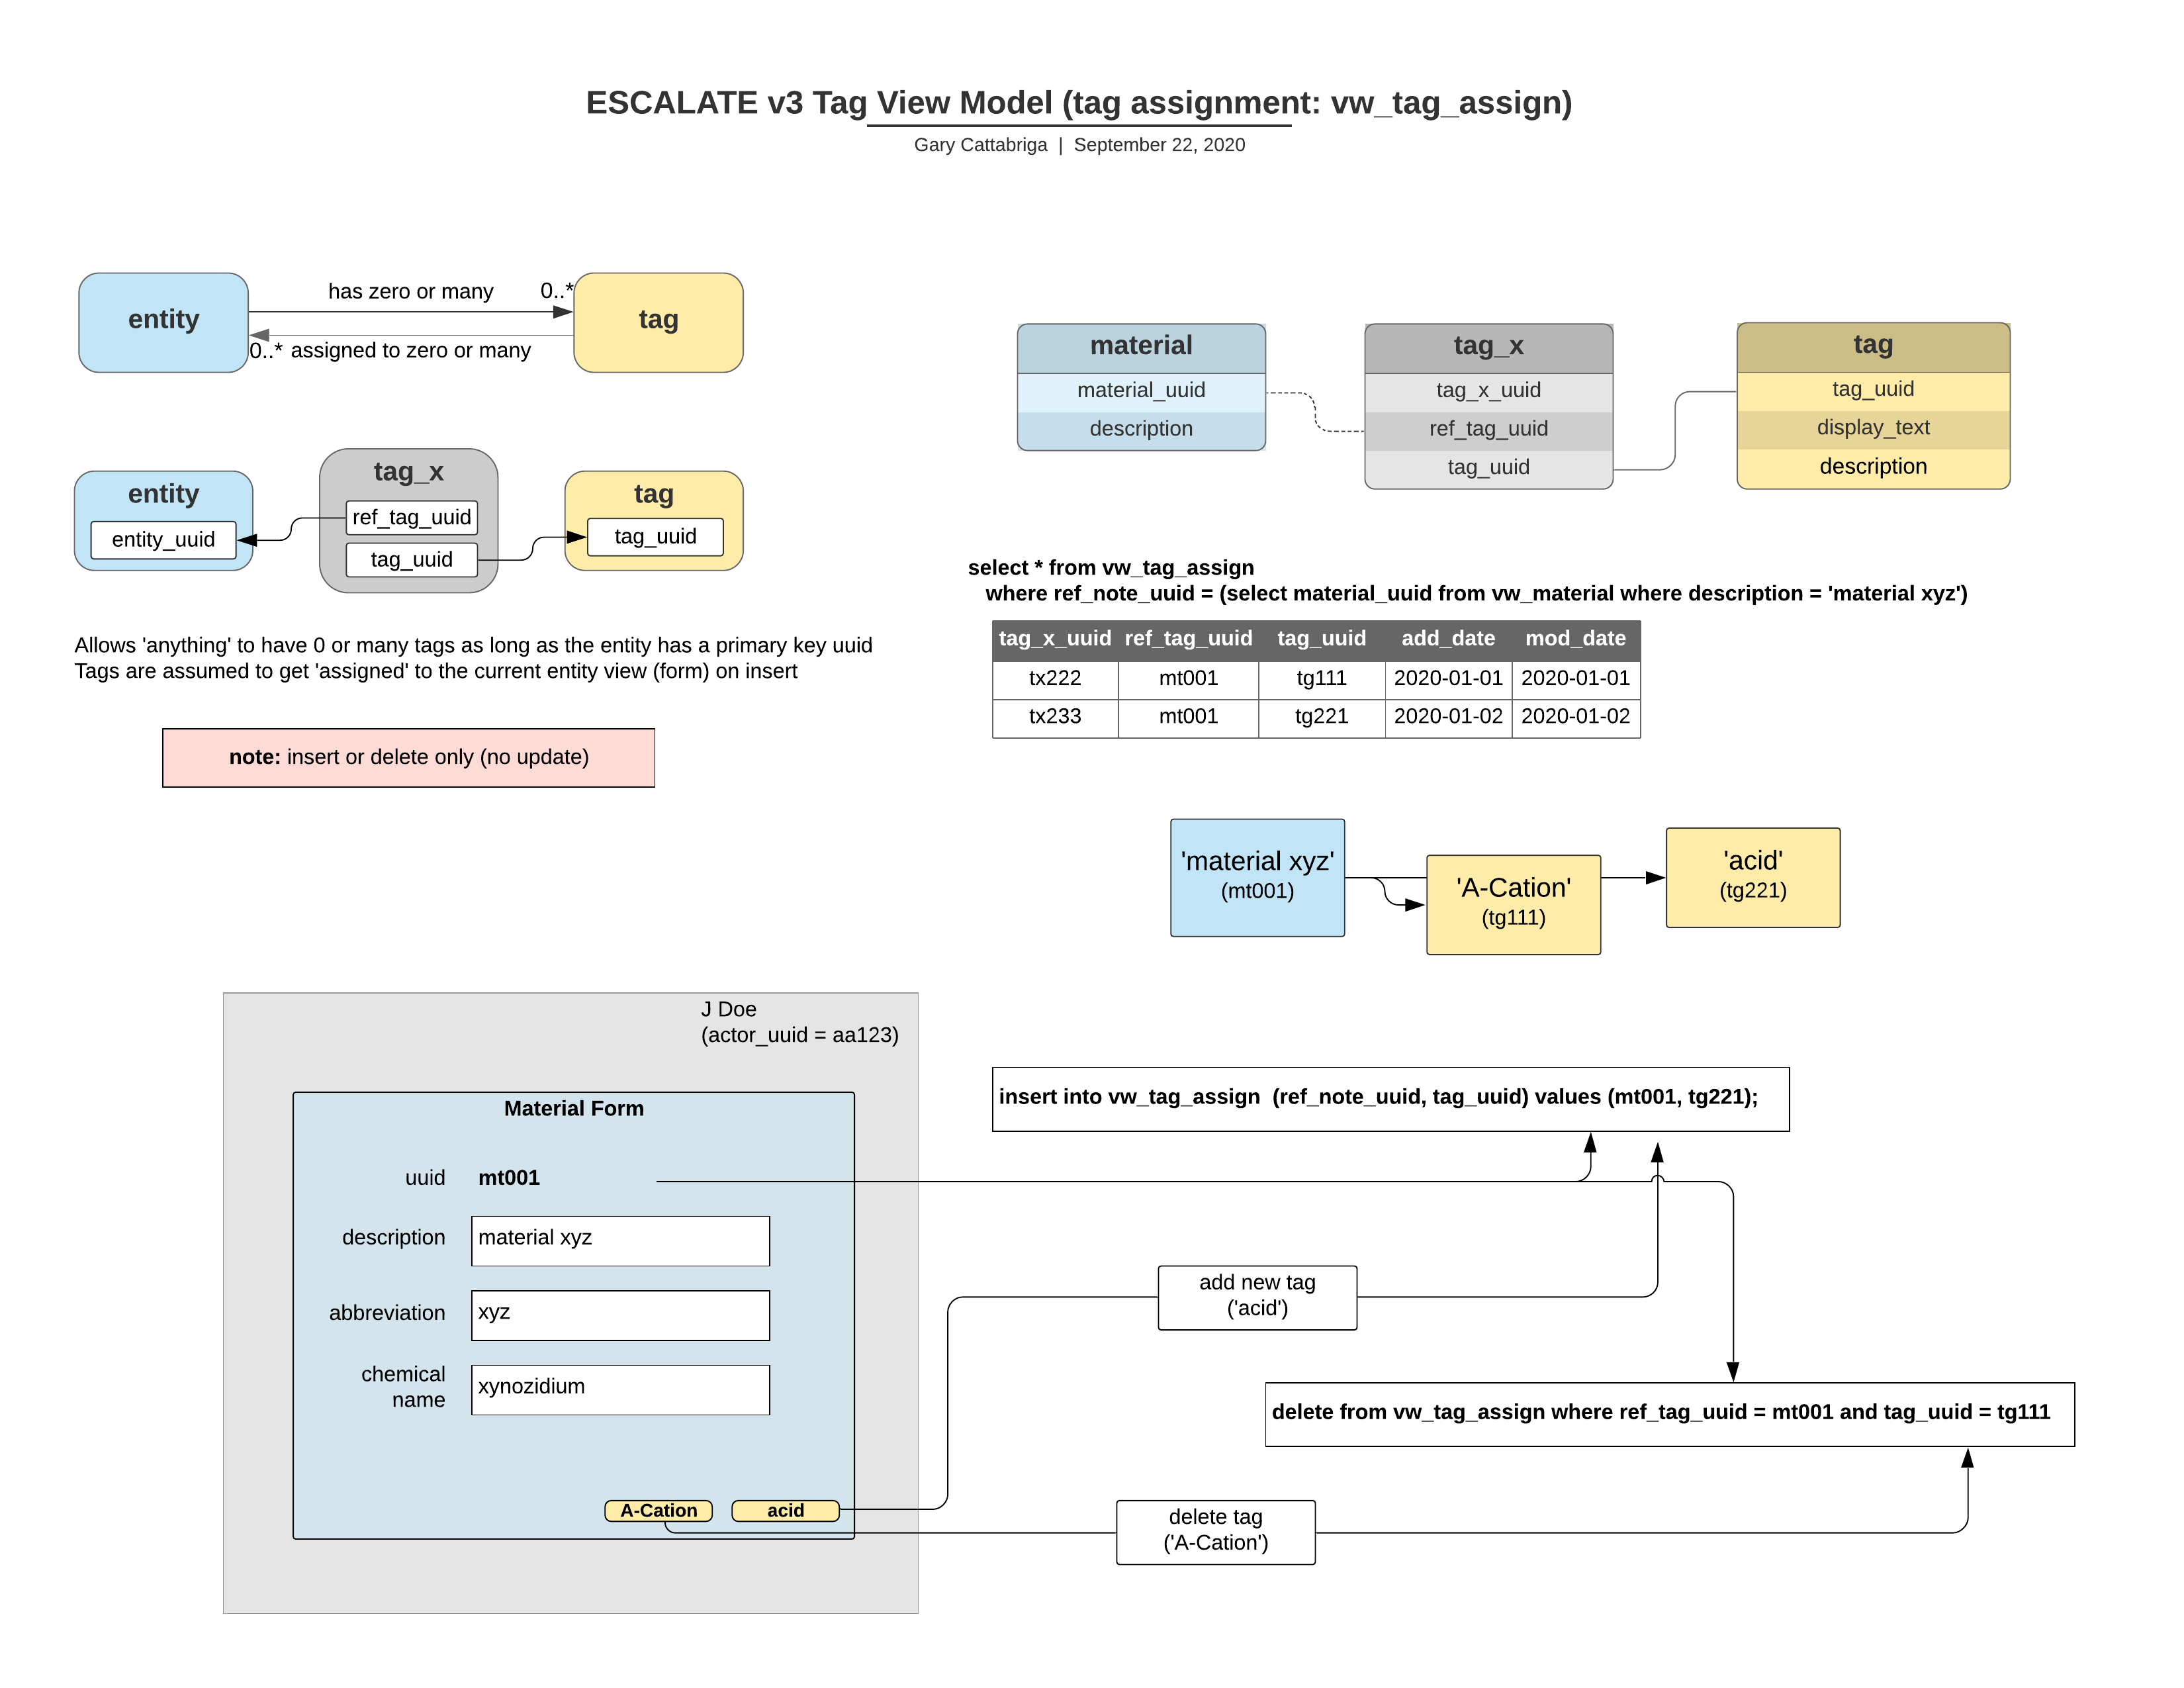 ESCALATE v3 Tag View Model (tag assignment: vw_tag_assign)
Gary Cattabriga | September 22, 2020
entity
has zero or many
0..*
tag
0..*
assigned to zero or many
entity
entity_uuid
tag_x
ref_tag_uuid
tag_uuid
tag
tag_uuid
Allows 'anything' to have 0 or many tags as long as the entity has a primary key uuid
Tags are assumed to get 'assigned' to the current entity view (form) on insert
note: insert or delete only (no update)
material
material_uuid
description
tag_x
tag_x_uuid
ref_tag_uuid
tag_uuid
tag
tag_uuid
display_text
description
select * from vw_tag_assign
where ref_note_uuid = (select material_uuid from vw_material where description = 'material xyz')
tag_x_uuid ref_tag_uuid tag_uuid add_date mod_date
tx222 mt001 tg111 2020-01-01 2020-01-01
tx233 mt001 tg221 2020-01-02 2020-01-02
'material xyz'
(mt001)
'A-Cation'
(tg111)
'acid'
(tg221)
J Doe
(actor_uuid = aa123)
Material Form
uuid mt001
description material xyz
abbreviation xyz
chemical
name
xynozidium
A-Cation
acid
insert into vw_tag_assign (ref_note_uuid, tag_uuid) values (mt001, tg221);
add new tag
('acid')
delete from vw_tag_assign where ref_tag_uuid = mt001 and tag_uuid = tg111
delete tag
('A-Cation')